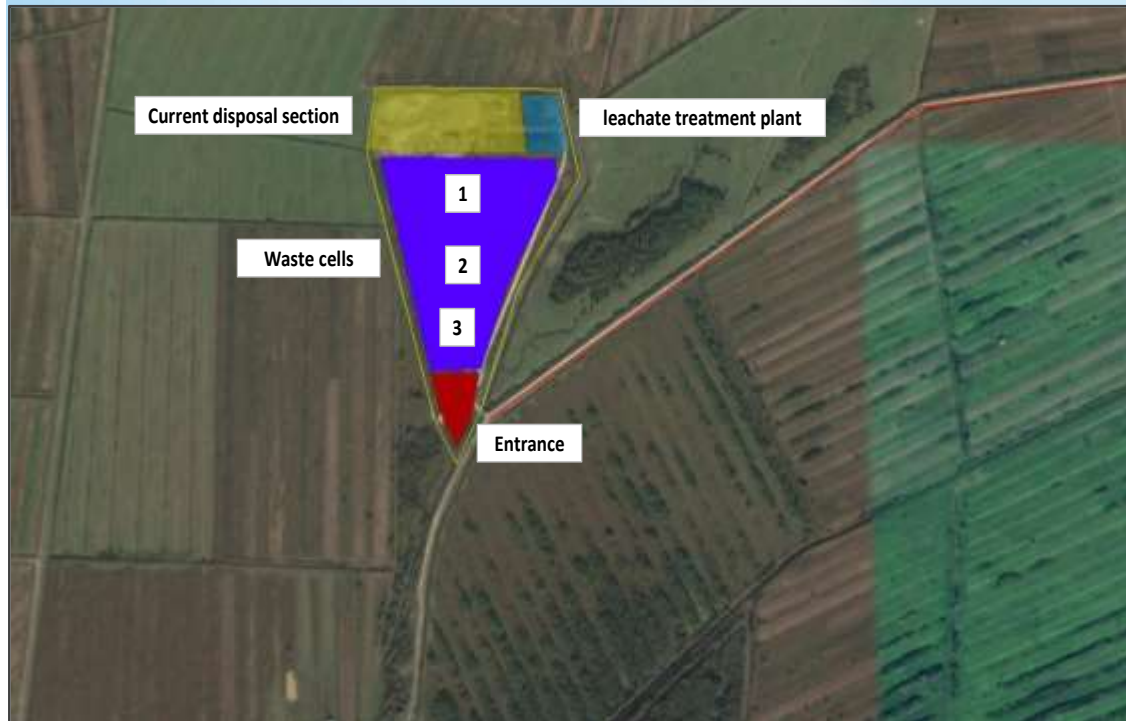 Current disposal section
leachate treatment plant
1
Waste cells
2
3
Entrance